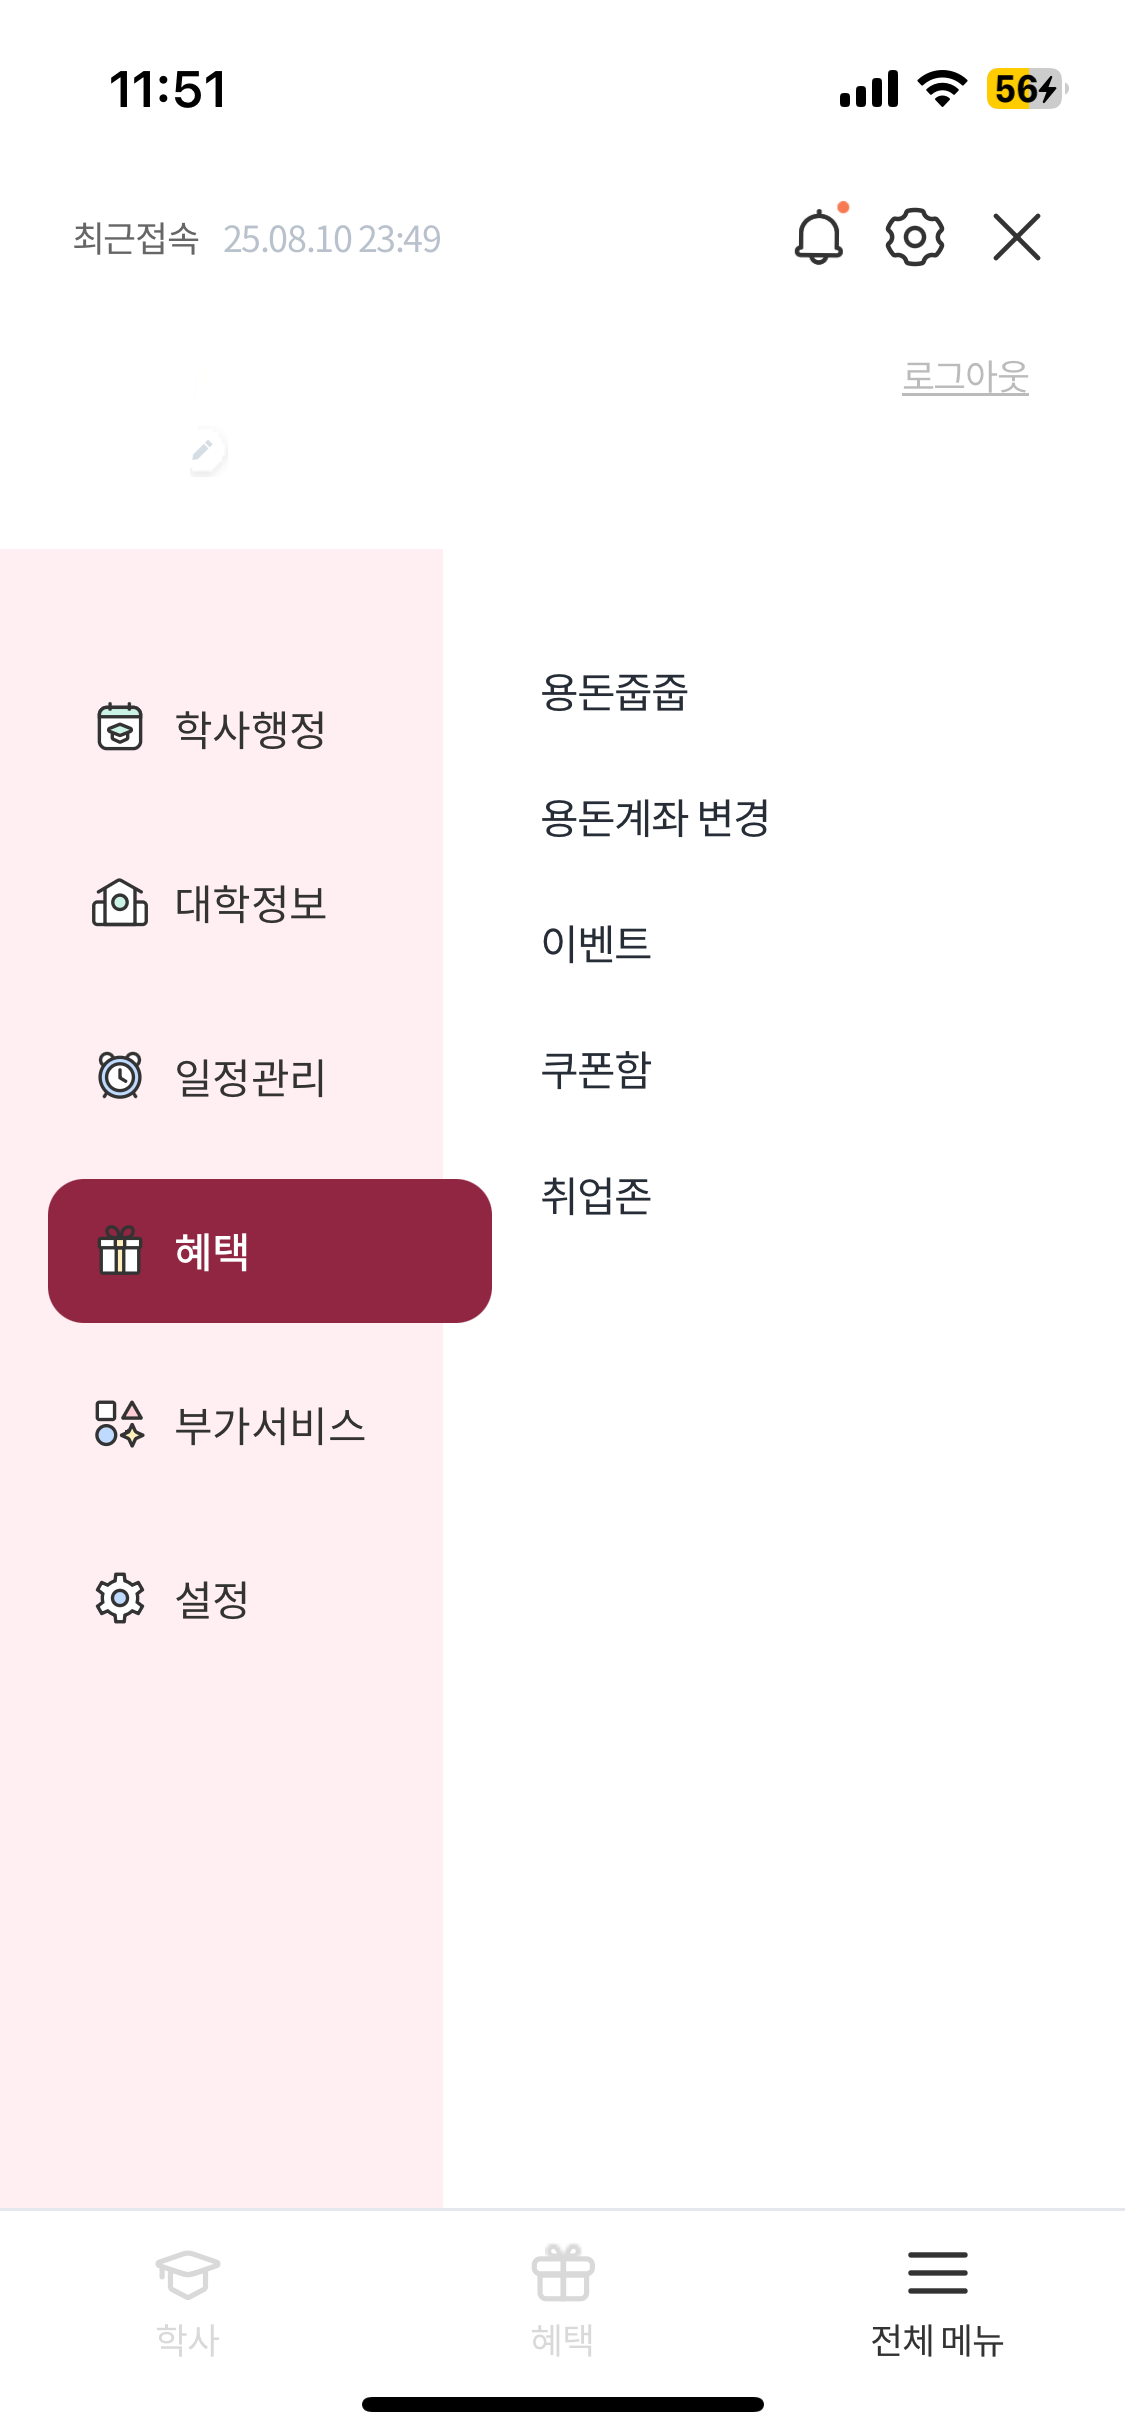 11:51
56
최근접속 25.08.10 23:49
로그아웃
학사행정
대학정보
일정관리
혜택
부가서비스
설정
용돈줍줍
용돈계좌 변경
이벤트
쿠폰함
취업존
학사
혜택
전체 메뉴